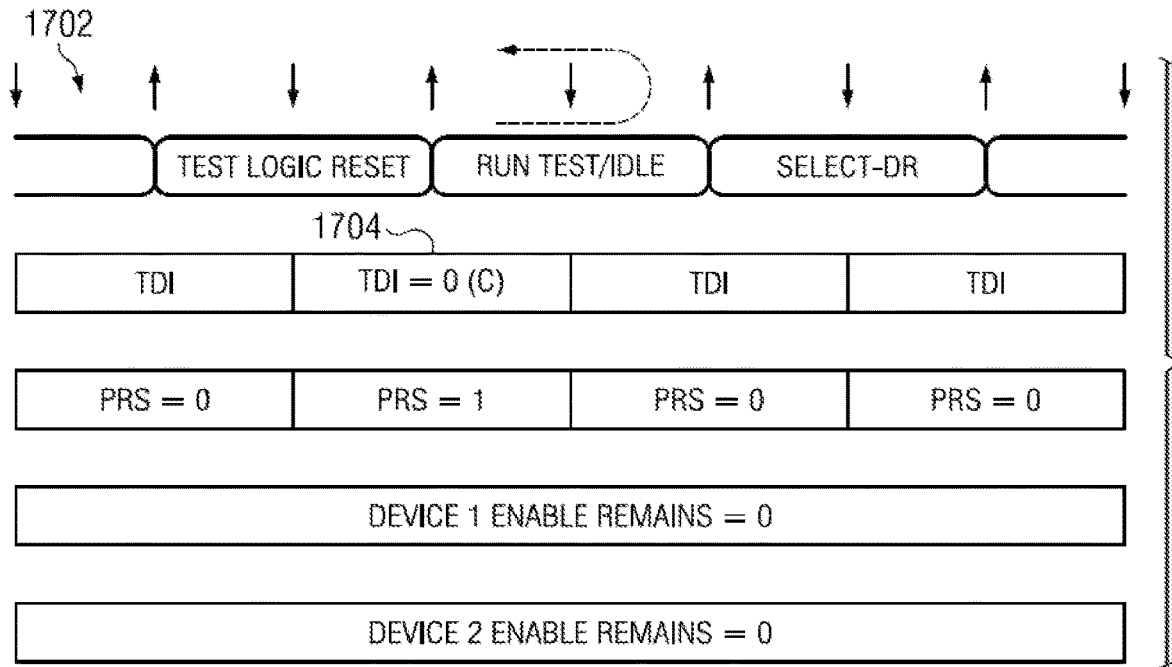 1702
TEST LOGIC RESET RUN TEST/IDLE SELECT-DR
1704
TDI TDI = 0 (C) TDI TDI
PRS = 0 PRS = 1 PRS = 0 PRS = 0
DEVICE 1 ENABLE REMAINS = 0
DEVICE 2 ENABLE REMAINS = 0